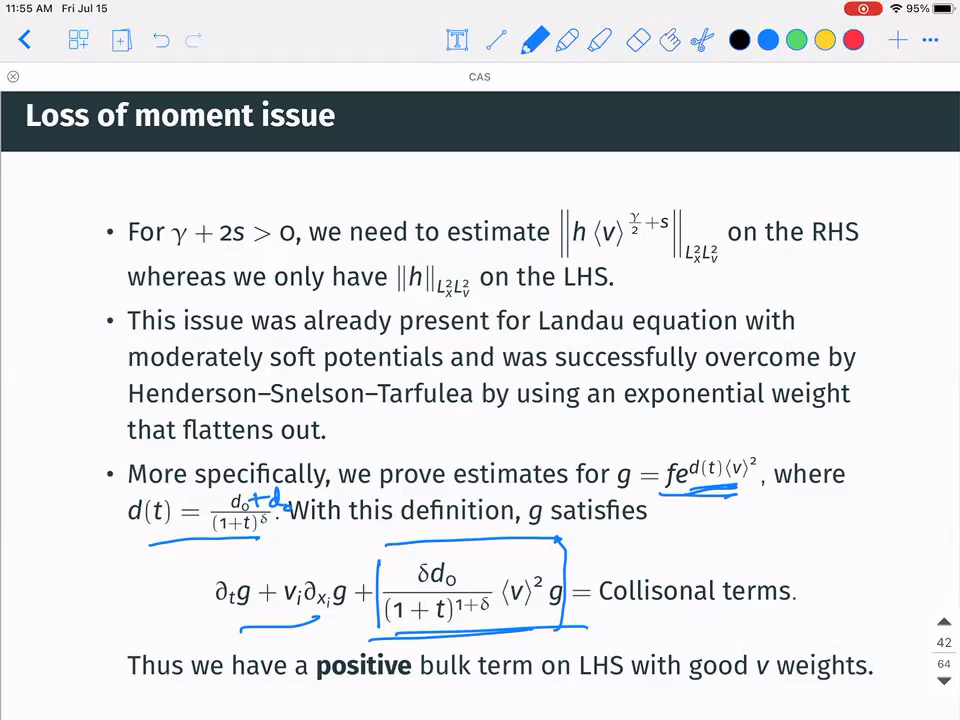 11:55 AM Fri Jul 15
95%
CAS
Loss of moment issue
• For γ + 2s > 0, we need to estimate ‖h ⟨v⟩^{γ/2 + s}‖_{L²ₓL²ᵥ} on the RHS
whereas we only have ‖h‖_{L²ₓL²ᵥ} on the LHS.
• This issue was already present for Landau equation with
moderately soft potentials and was successfully overcome by
Henderson–Snelson–Tarfulea by using an exponential weight
that flattens out.
• More specifically, we prove estimates for g = fe^{d(t)⟨v⟩²}, where
d(t) = d₀/(1+t)^δ + d₀. With this definition, g satisfies
∂ₜg + vᵢ∂ₓᵢg + δd₀/(1 + t)^{1+δ} ⟨v⟩² g = Collisonal terms.
Thus we have a positive bulk term on LHS with good v weights.
42
64